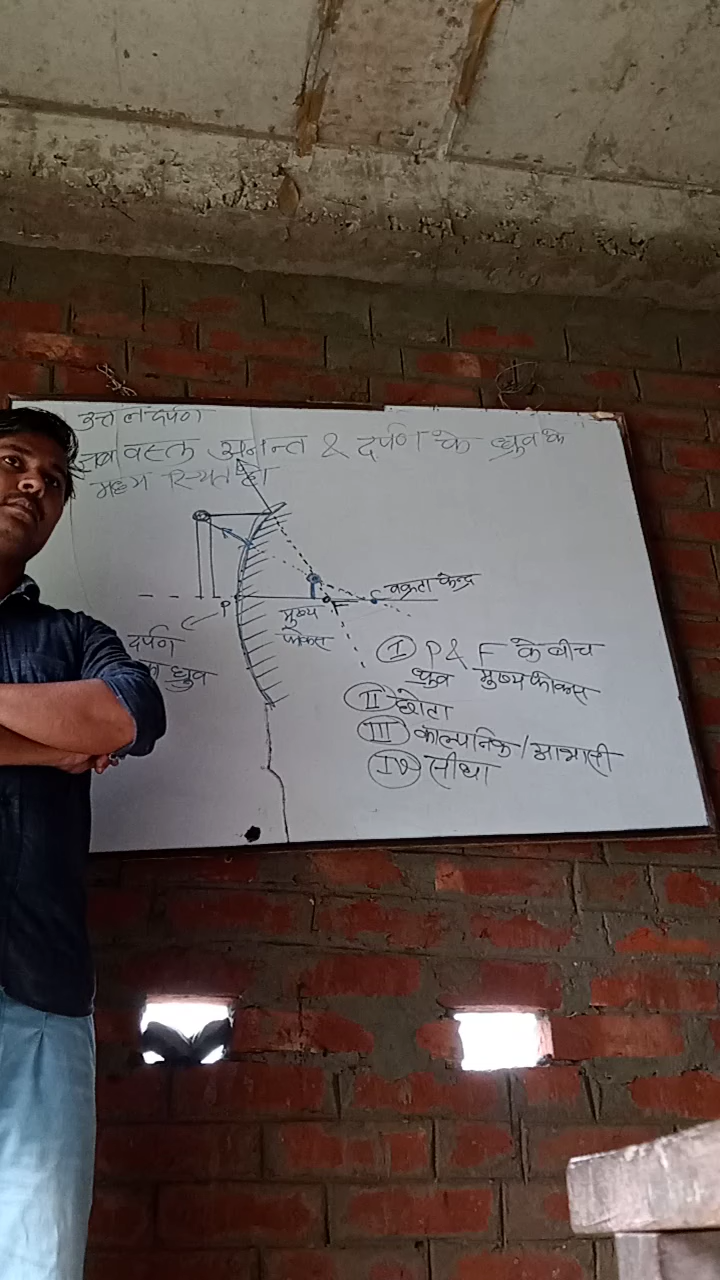 उत्तल दर्पण
जब वस्तु अनन्त & दर्पण के ध्रुव के
मध्य स्थित हो
P
F
C वक्रता केन्द्र
मुख्य
फोकस
दर्पण
का ध्रुव
I P & F के बीच
ध्रुव मुख्य फोकस
II छोटा
III काल्पनिक / आभासी
IV सीधा